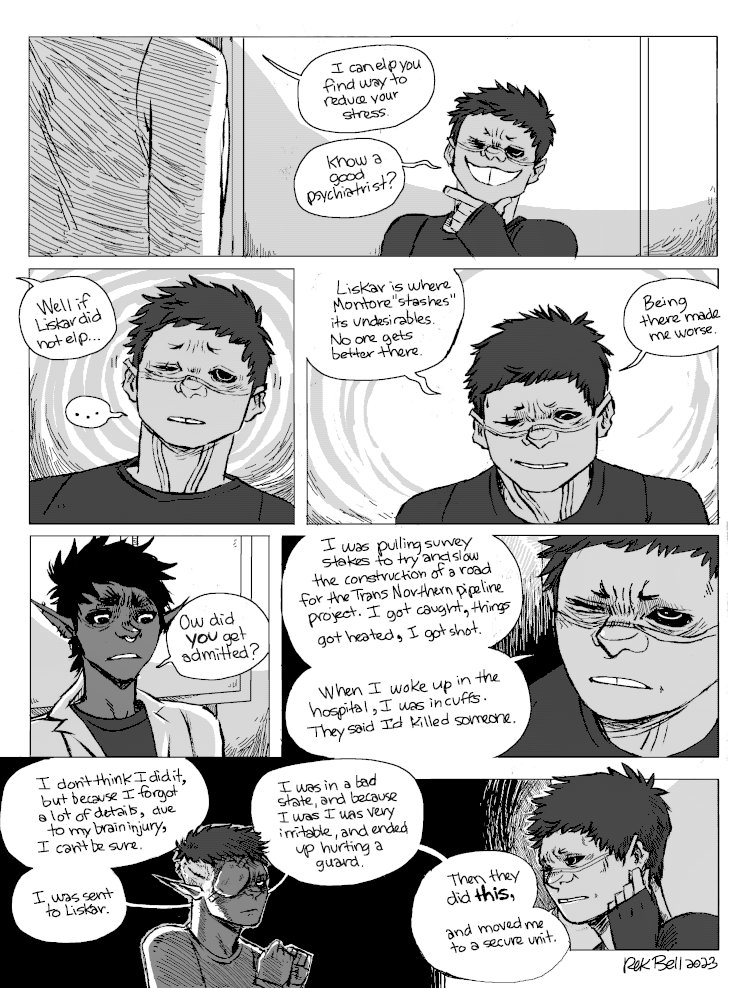 I can elp you
find way to
reduce your
stress.
Know a
good
psychiatrist?
Well if
Liskar did
not elp...
...
Liskar is where
Montore "stashes"
its undesirables.
No one gets
better there.
Being
there made
me worse.
Ow did
you get
admitted?
I was pulling survey
stakes to try and slow
the construction of a road
for the Trans Northern pipeline
project. I got caught, things
got heated, I got shot.
When I woke up in the
hospital, I was in cuffs.
They said I'd killed someone.
I don't think I did it,
but because I forgot
a lot of details, due
to my brain injury,
I can't be sure.
I was sent
to Liskar.
I was in a bad
state, and because
I was I was very
irritable, and ended
up hurting a
guard.
Then they
did this,
and moved me
to a secure unit.
Rek Bell 2023